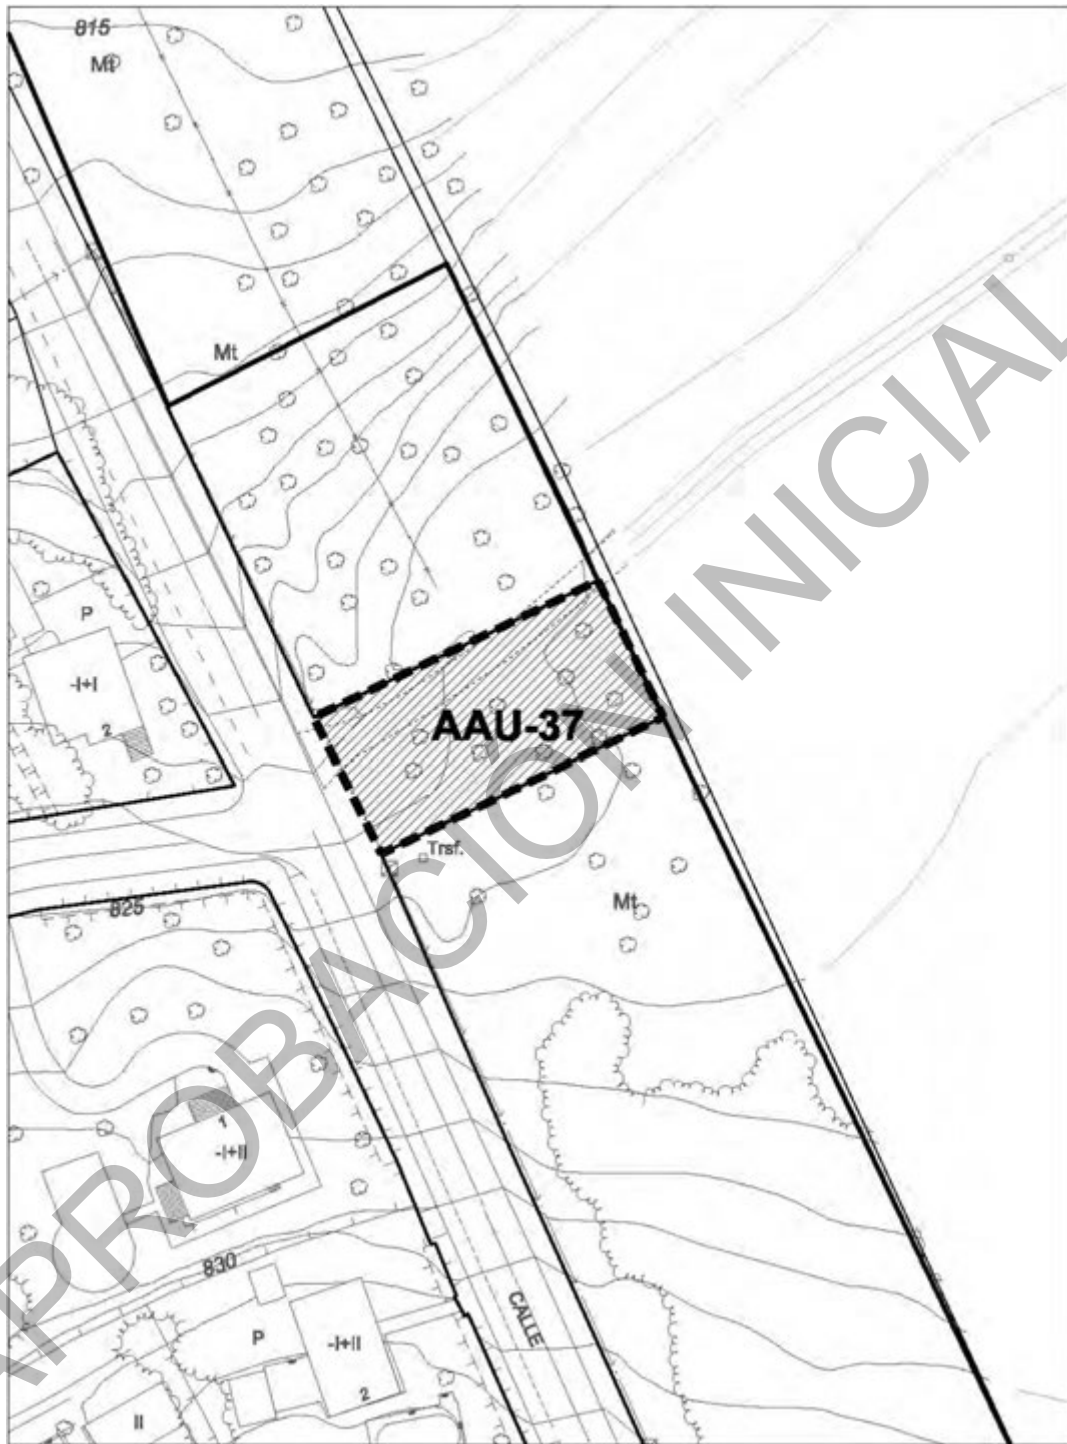 815
Mt
Mt
P
-I+I
2
AAU-37
Trsf.
Mt
825
1
-I+II
830
CALLE
P
-I+II
2
II
APROBACIÓN INICIAL